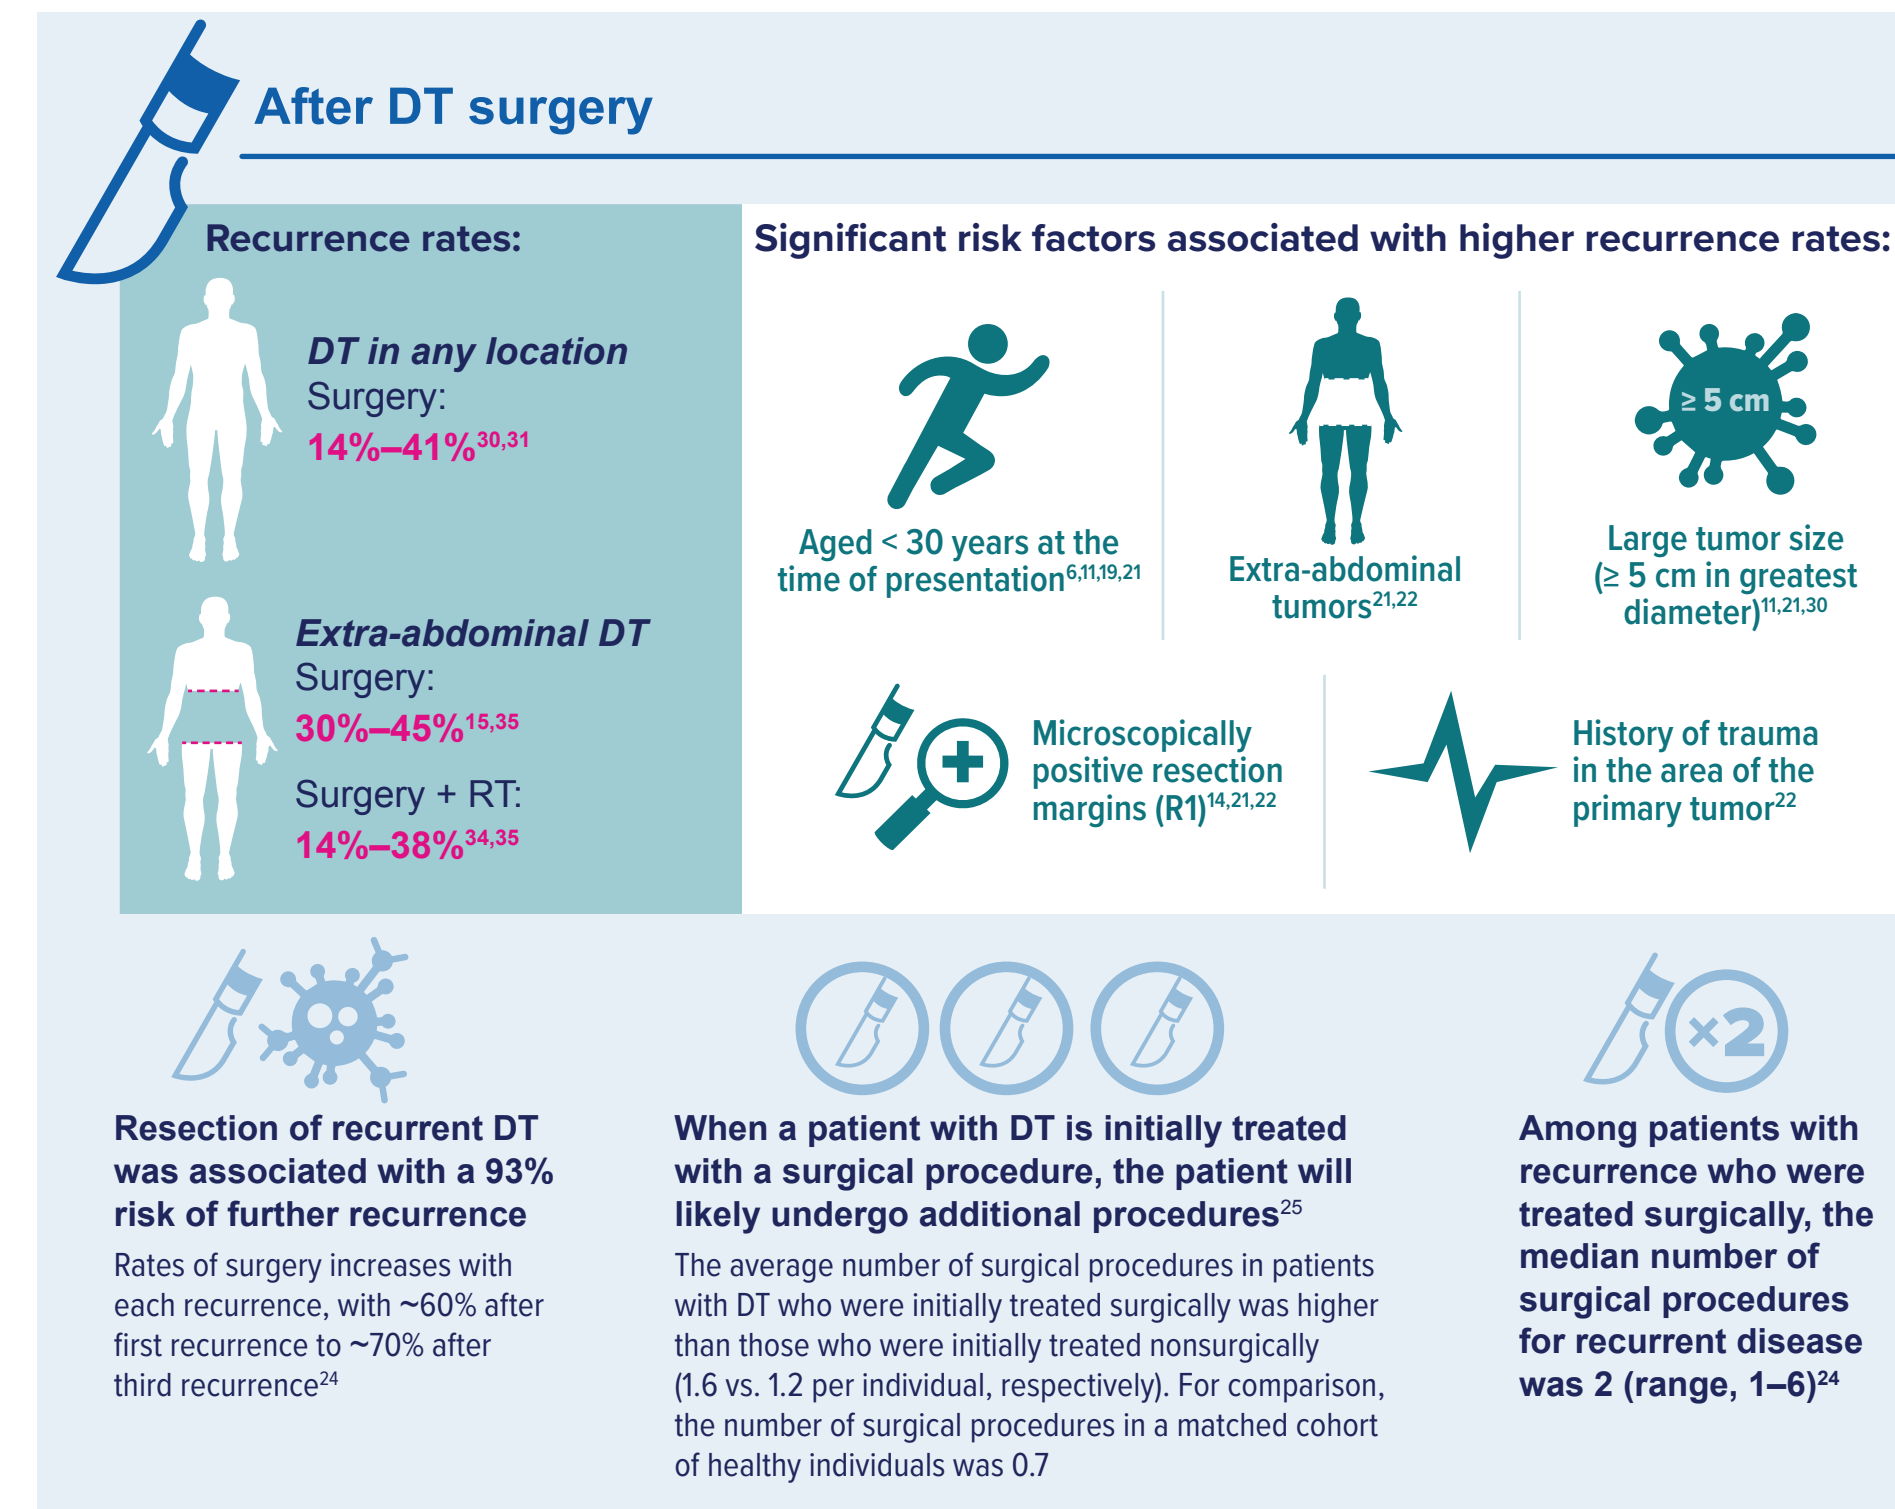 After DT surgery
Recurrence rates:
DT in any location
Surgery:
14%–41%30,31
Extra-abdominal DT
Surgery:
30%–45%15,35
Surgery + RT:
14%–38%34,35
Significant risk factors associated with higher recurrence rates:
Aged < 30 years at the
time of presentation6,11,19,21
Extra-abdominal
tumors21,22
≥ 5 cm
Large tumor size
(≥ 5 cm in greatest
diameter)11,21,30
Microscopically
positive resection
margins (R1)14,21,22
History of trauma
in the area of the
primary tumor22
Resection of recurrent DT
was associated with a 93%
risk of further recurrence
Rates of surgery increases with
each recurrence, with ~60% after
first recurrence to ~70% after
third recurrence24
When a patient with DT is initially treated
with a surgical procedure, the patient will
likely undergo additional procedures25
The average number of surgical procedures in patients
with DT who were initially treated surgically was higher
than those who were initially treated nonsurgically
(1.6 vs. 1.2 per individual, respectively). For comparison,
the number of surgical procedures in a matched cohort
of healthy individuals was 0.7
×2
Among patients with
recurrence who were
treated surgically, the
median number of
surgical procedures
for recurrent disease
was 2 (range, 1–6)24